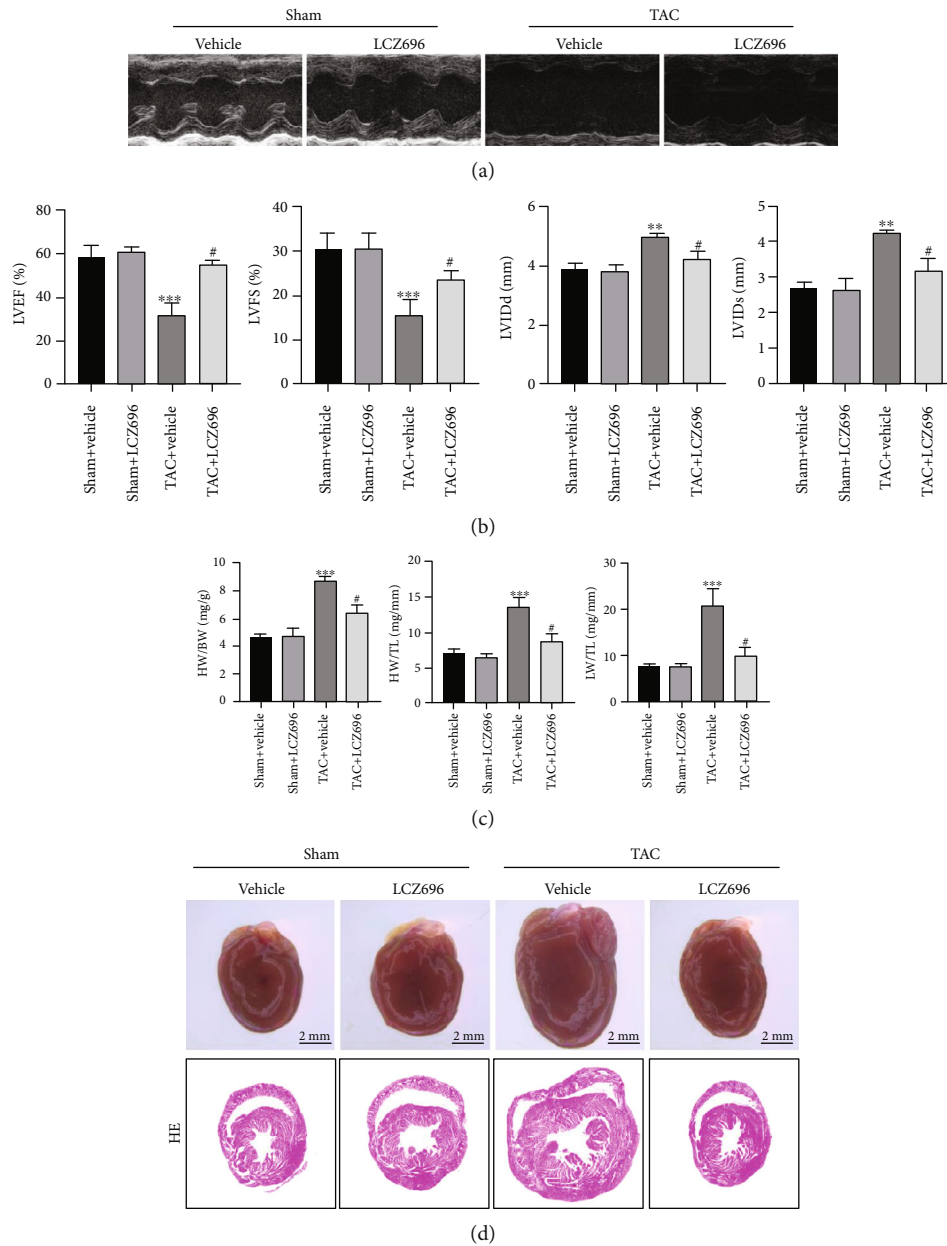 Sham TAC
Vehicle LCZ696 Vehicle LCZ696
(a)
80
60
40
20
0
LVEF (%)
***
#
Sham+vehicle
Sham+LCZ696
TAC+vehicle
TAC+LCZ696
40
30
20
10
0
LVFS (%)
***
#
Sham+vehicle
Sham+LCZ696
TAC+vehicle
TAC+LCZ696
6
4
2
0
LVIDd (mm)
**
#
Sham+vehicle
Sham+LCZ696
TAC+vehicle
TAC+LCZ696
5
4
3
2
1
0
LVIDs (mm)
**
#
Sham+vehicle
Sham+LCZ696
TAC+vehicle
TAC+LCZ696
(b)
10
8
6
4
2
0
HW/BW (mg/g)
***
#
Sham+vehicle
Sham+LCZ696
TAC+vehicle
TAC+LCZ696
20
15
10
5
0
HW/TL (mg/mm)
***
#
Sham+vehicle
Sham+LCZ696
TAC+vehicle
TAC+LCZ696
30
20
10
0
LW/TL (mg/mm)
***
#
Sham+vehicle
Sham+LCZ696
TAC+vehicle
TAC+LCZ696
(c)
Sham TAC
Vehicle LCZ696 Vehicle LCZ696
2 mm 2 mm 2 mm 2 mm
HE
(d)